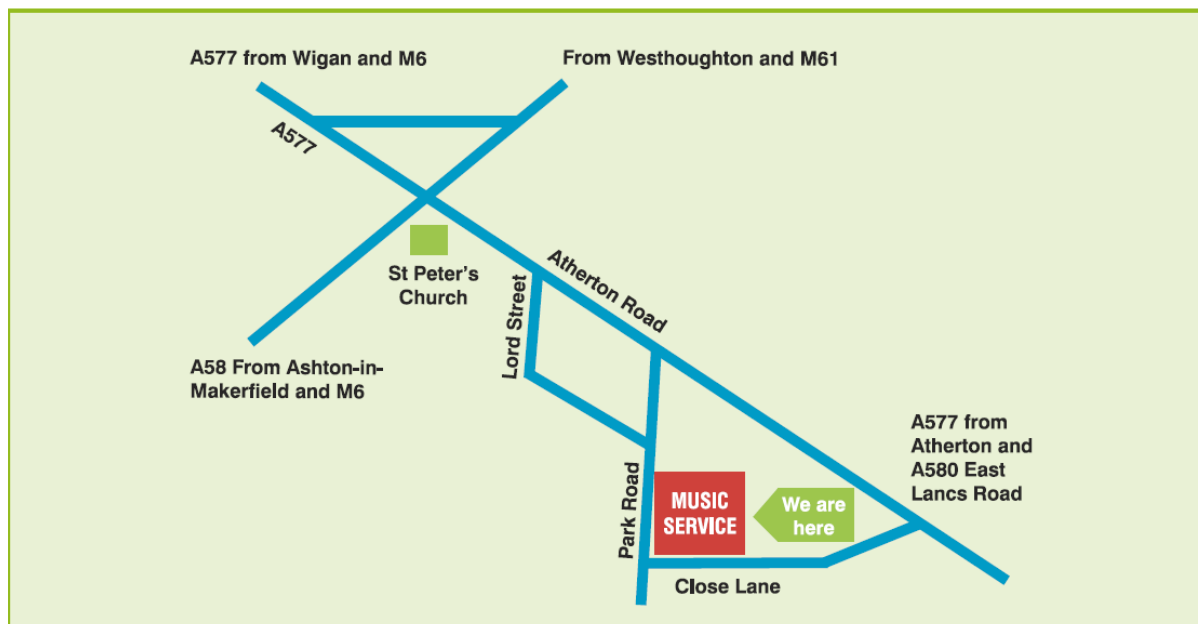 A577 from Wigan and M6
From Westhoughton and M61
A577
St Peter's
Church
Atherton Road
Lord Street
A58 From Ashton-in-
Makerfield and M6
A577 from
Atherton and
A580 East
Lancs Road
Park Road
MUSIC
SERVICE
We are
here
Close Lane